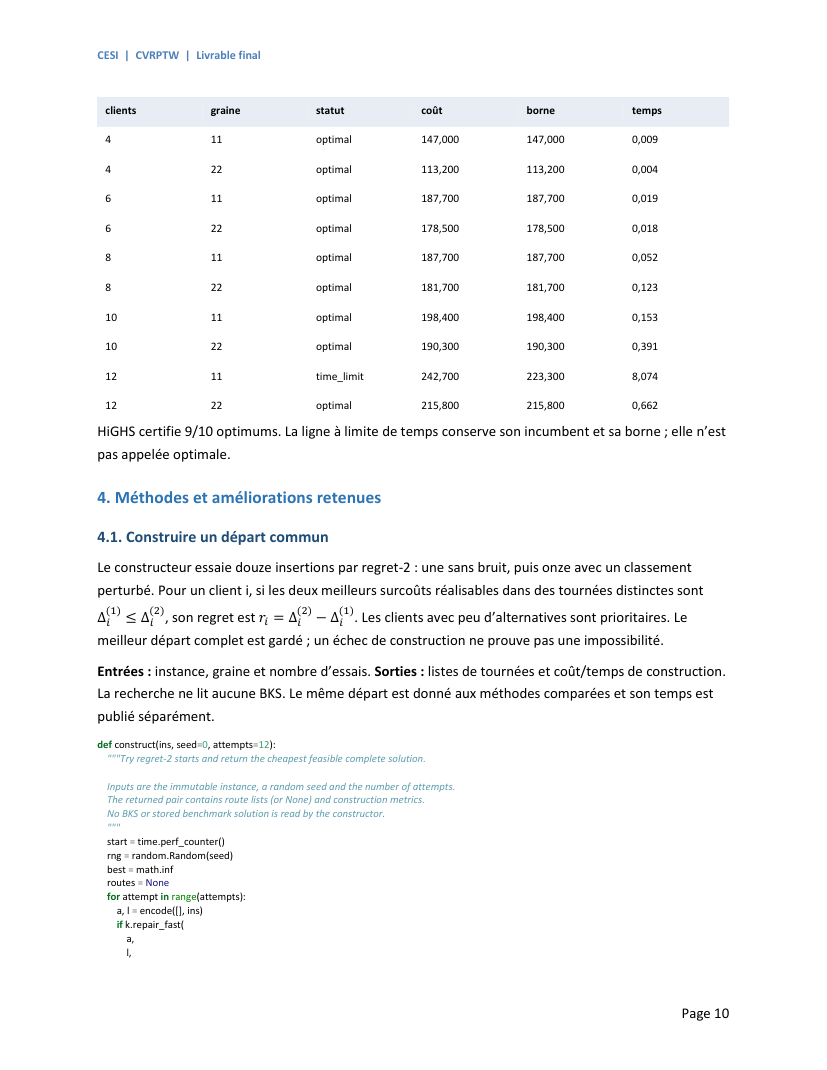 CESI | CVRPTW | Livrable final
clients graine statut coût borne temps
4 11 optimal 147,000 147,000 0,009
4 22 optimal 113,200 113,200 0,004
6 11 optimal 187,700 187,700 0,019
6 22 optimal 178,500 178,500 0,018
8 11 optimal 187,700 187,700 0,052
8 22 optimal 181,700 181,700 0,123
10 11 optimal 198,400 198,400 0,153
10 22 optimal 190,300 190,300 0,391
12 11 time_limit 242,700 223,300 8,074
12 22 optimal 215,800 215,800 0,662
HiGHS certifie 9/10 optimums. La ligne à limite de temps conserve son incumbent et sa borne ; elle n’est
pas appelée optimale.
4. Méthodes et améliorations retenues
4.1. Construire un départ commun
Le constructeur essaie douze insertions par regret-2 : une sans bruit, puis onze avec un classement
perturbé. Pour un client i, si les deux meilleurs surcoûts réalisables dans des tournées distinctes sont
Δᵢ⁽¹⁾ ≤ Δᵢ⁽²⁾, son regret est rᵢ = Δᵢ⁽²⁾ − Δᵢ⁽¹⁾. Les clients avec peu d’alternatives sont prioritaires. Le
meilleur départ complet est gardé ; un échec de construction ne prouve pas une impossibilité.
Entrées : instance, graine et nombre d’essais. Sorties : listes de tournées et coût/temps de construction.
La recherche ne lit aucune BKS. Le même départ est donné aux méthodes comparées et son temps est
publié séparément.
def construct(ins, seed=0, attempts=12):
"""Try regret-2 starts and return the cheapest feasible complete solution.
Inputs are the immutable instance, a random seed and the number of attempts.
The returned pair contains route lists (or None) and construction metrics.
No BKS or stored benchmark solution is read by the constructor.
"""
start = time.perf_counter()
rng = random.Random(seed)
best = math.inf
routes = None
for attempt in range(attempts):
a, l = encode([], ins)
if k.repair_fast(
a,
l,
Page 10